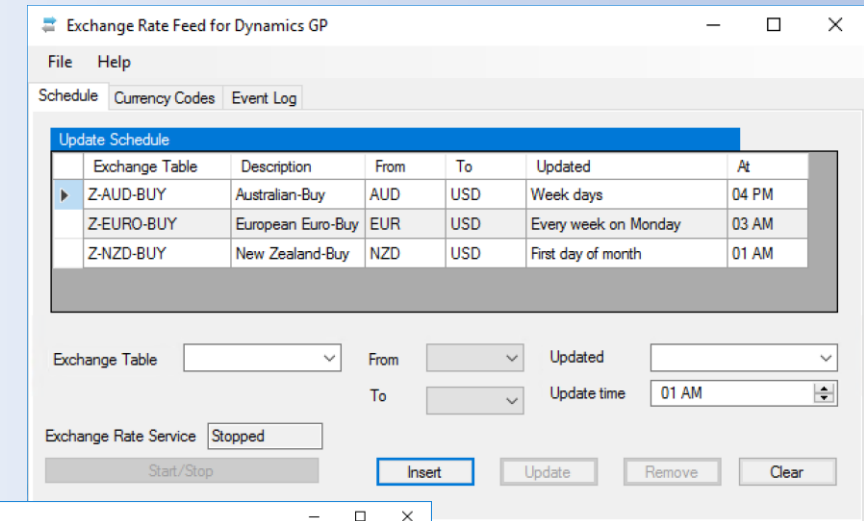 Exchange Rate Feed for Dynamics GP
File Help
Schedule Currency Codes Event Log
Update Schedule
Exchange Table Description From To Updated At
Z-AUD-BUY Australian-Buy AUD USD Week days 04 PM
Z-EURO-BUY European Euro-Buy EUR USD Every week on Monday 03 AM
Z-NZD-BUY New Zealand-Buy NZD USD First day of month 01 AM
Exchange Table From Updated
To Update time 01 AM
Exchange Rate Service Stopped
Start/Stop Insert Update Remove Clear